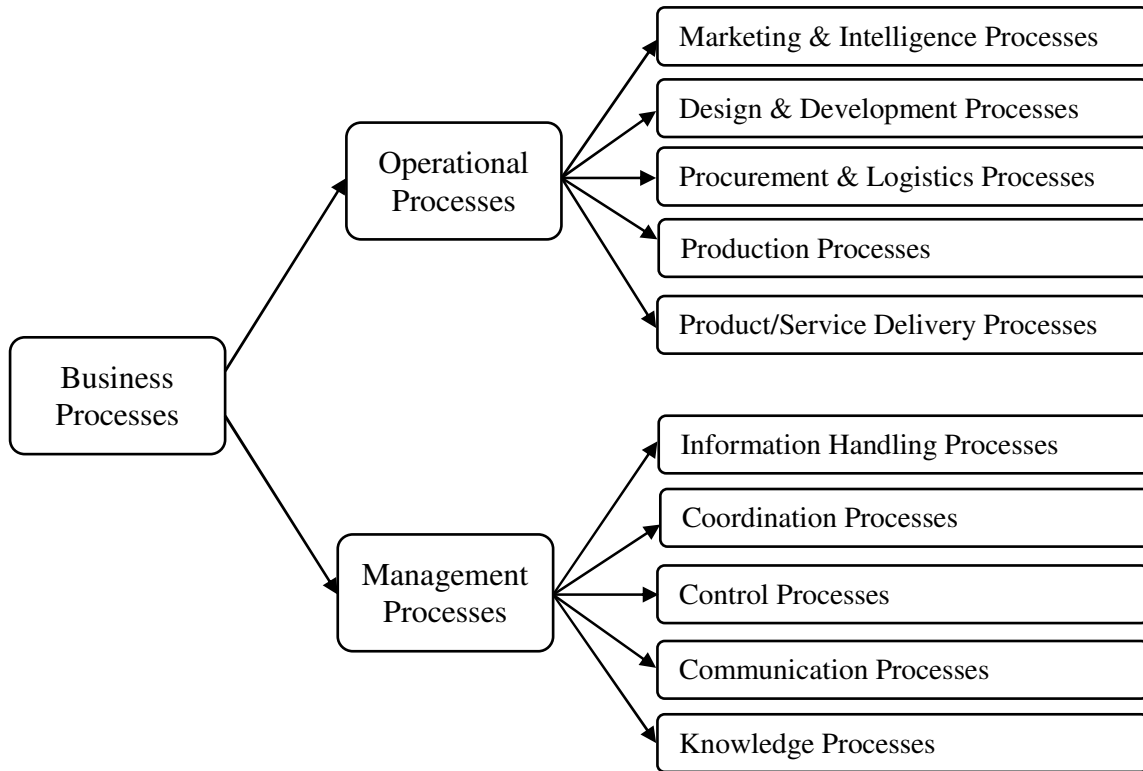 Business
Processes
Operational
Processes
Marketing & Intelligence Processes
Design & Development Processes
Procurement & Logistics Processes
Production Processes
Product/Service Delivery Processes
Management
Processes
Information Handling Processes
Coordination Processes
Control Processes
Communication Processes
Knowledge Processes